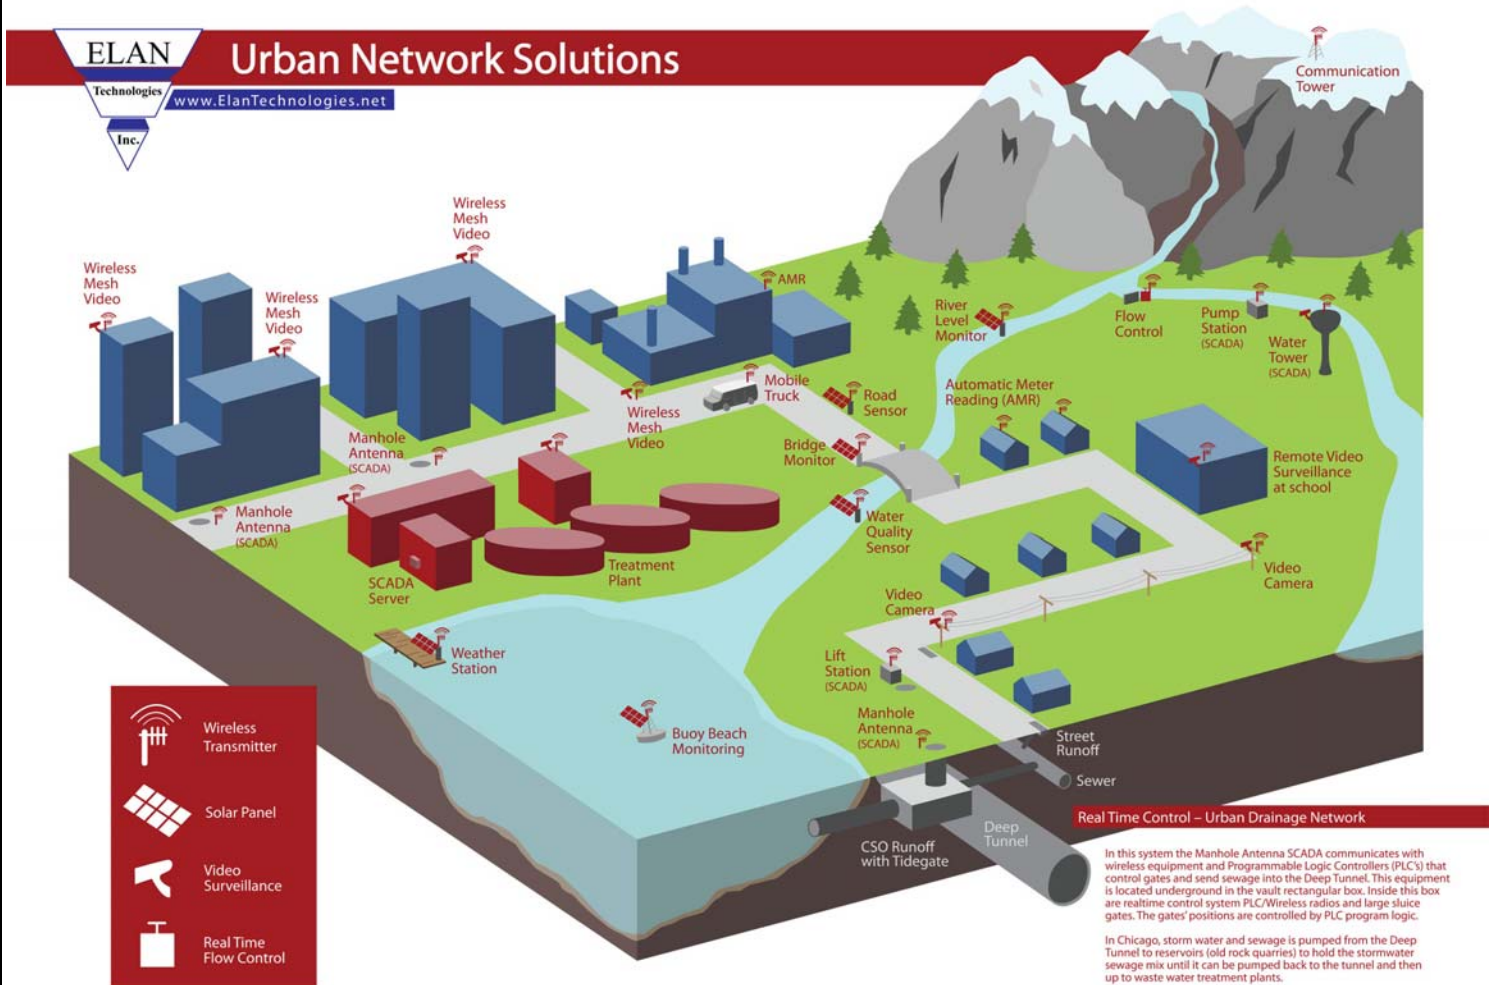 ELAN
Technologies
Inc.
www.ElanTechnologies.net
Urban Network Solutions
Communication
Tower
Wireless
Mesh
Video
Wireless
Mesh
Video
Wireless
Mesh
Video
AMR
River
Level
Monitor
Flow
Control
Pump
Station
(SCADA)
Water
Tower
(SCADA)
Mobile
Truck
Road
Sensor
Automatic Meter
Reading (AMR)
Wireless
Mesh
Video
Manhole
Antenna
(SCADA)
Bridge
Monitor
Remote Video
Surveillance
at school
Manhole
Antenna
(SCADA)
Water
Quality
Sensor
SCADA
Server
Treatment
Plant
Video
Camera
Video
Camera
Weather
Station
Lift
Station
(SCADA)
Buoy Beach
Monitoring
Manhole
Antenna
(SCADA)
Street
Runoff
Sewer
Deep
Tunnel
CSO Runoff
with Tidegate
Wireless
Transmitter
Solar Panel
Video
Surveillance
Real Time
Flow Control
Real Time Control – Urban Drainage Network
In this system the Manhole Antenna SCADA communicates with
wireless equipment and Programmable Logic Controllers (PLC's) that
control gates and send sewage into the Deep Tunnel. This equipment
is located underground in the vault rectangular box. Inside this box
are realtime control system PLC/Wireless radios and large sluice
gates. The gates' positions are controlled by PLC program logic.
In Chicago, storm water and sewage is pumped from the Deep
Tunnel to reservoirs (old rock quarries) to hold the stormwater
sewage mix until it can be pumped back to the tunnel and then
up to waste water treatment plants.